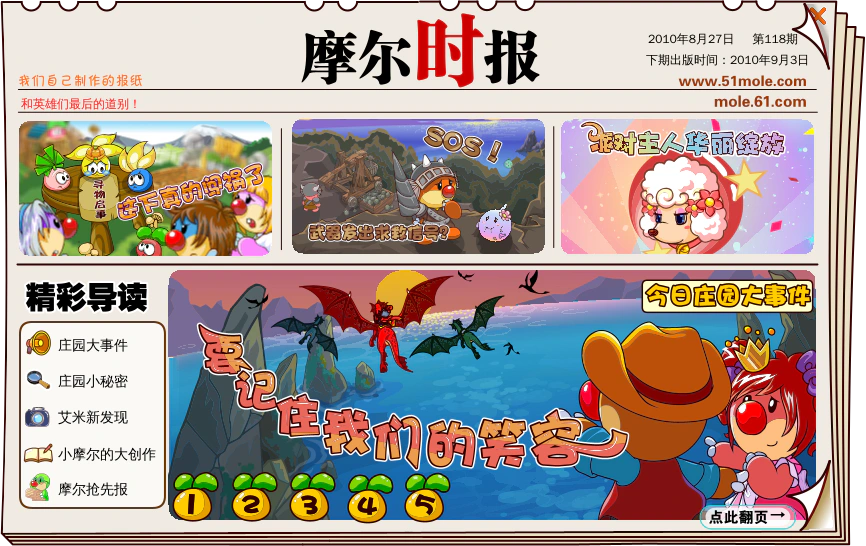 摩尔时报
2010年8月27日 第118期
下期出版时间：2010年9月3日
我们自己制作的报纸
www.51mole.com
和英雄们最后的道别！
mole.61.com
寻物启事
这下真的闯祸了
SOS！
武器发出求救信号？
派对主人华丽绽放
精彩导读
庄园大事件
庄园小秘密
艾米新发现
小摩尔的大创作
摩尔抢先报
今日庄园大事件
要记住我们的笑容
1 2 3 4 5
点此翻页→